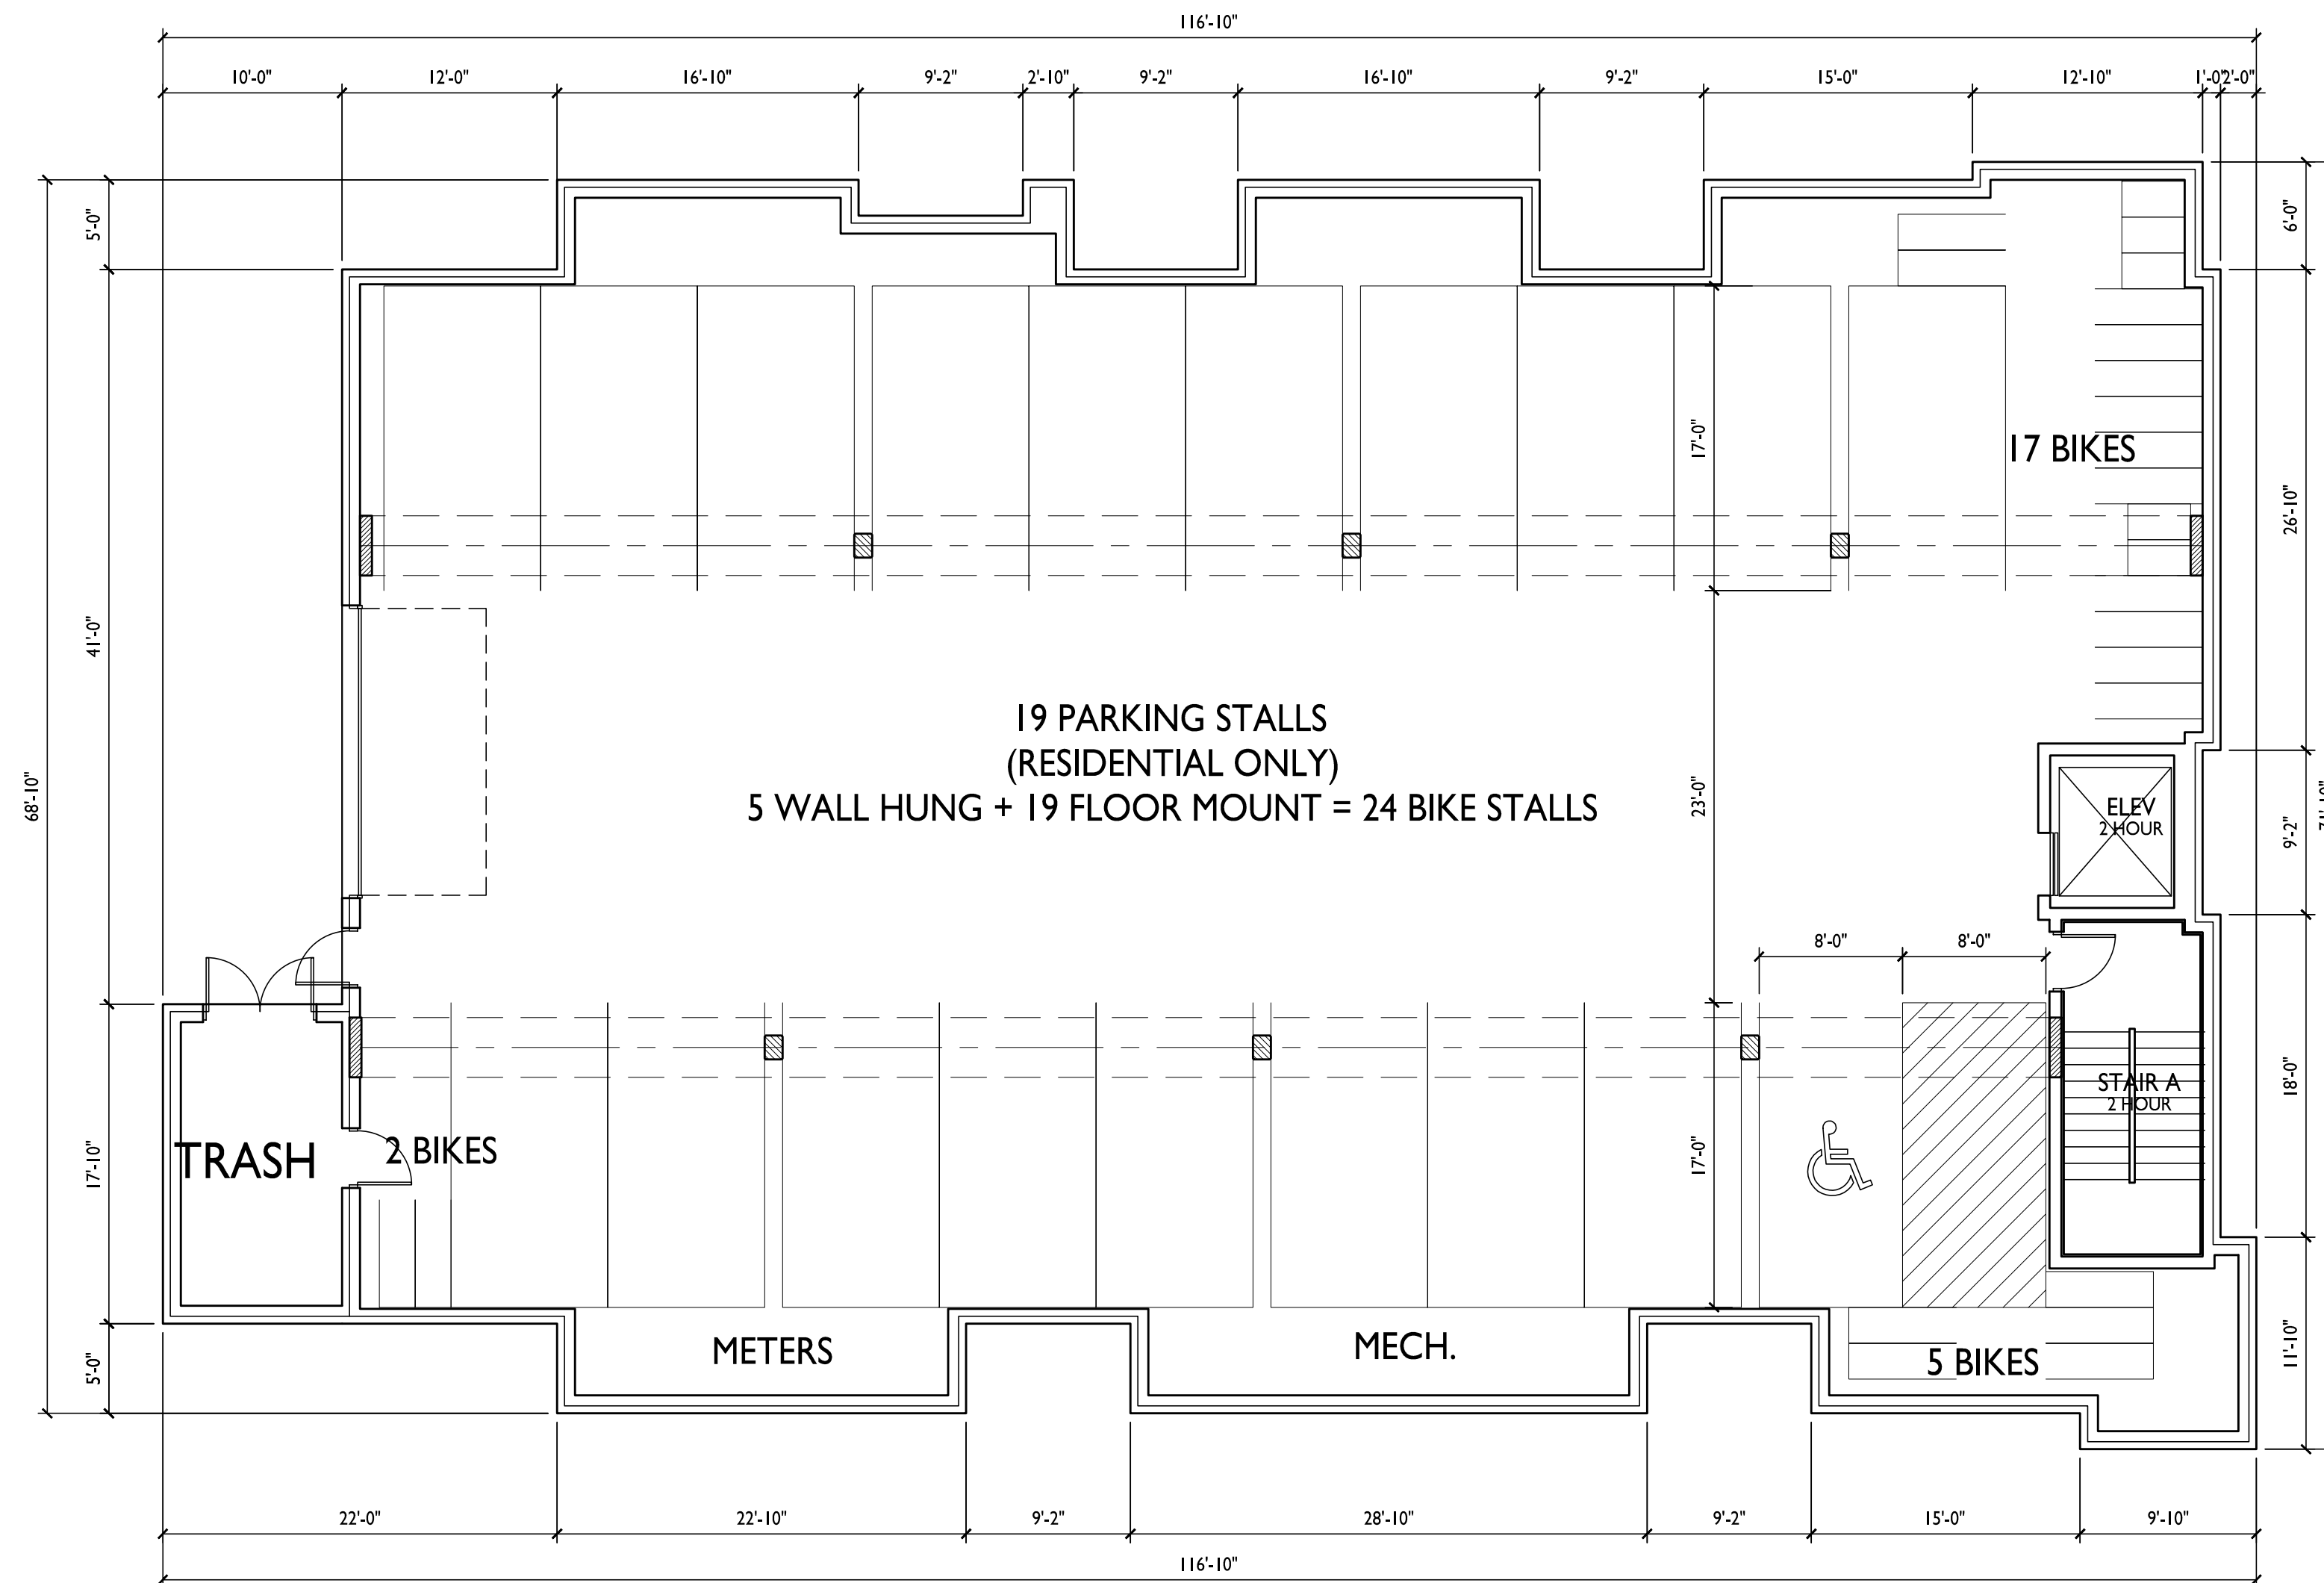 116'-10"
10'-0" 12'-0" 16'-10" 9'-2" 2'-10" 9'-2" 16'-10" 9'-2" 15'-0" 12'-10" 1'-0" 2'-0"
5'-0"
6'-0"
17'-0"
17 BIKES
26'-10"
41'-0"
68'-10"
19 PARKING STALLS
(RESIDENTIAL ONLY)
5 WALL HUNG + 19 FLOOR MOUNT = 24 BIKE STALLS
23'-0"
ELEV
2 HOUR
9'-2"
8'-0" 8'-0"
STAIR A
2 HOUR
18'-0"
TRASH
2 BIKES
17'-10"
17'-0"
METERS
MECH.
5 BIKES
5'-0"
11'-10"
22'-0" 22'-10" 9'-2" 28'-10" 9'-2" 15'-0" 9'-10"
116'-10"